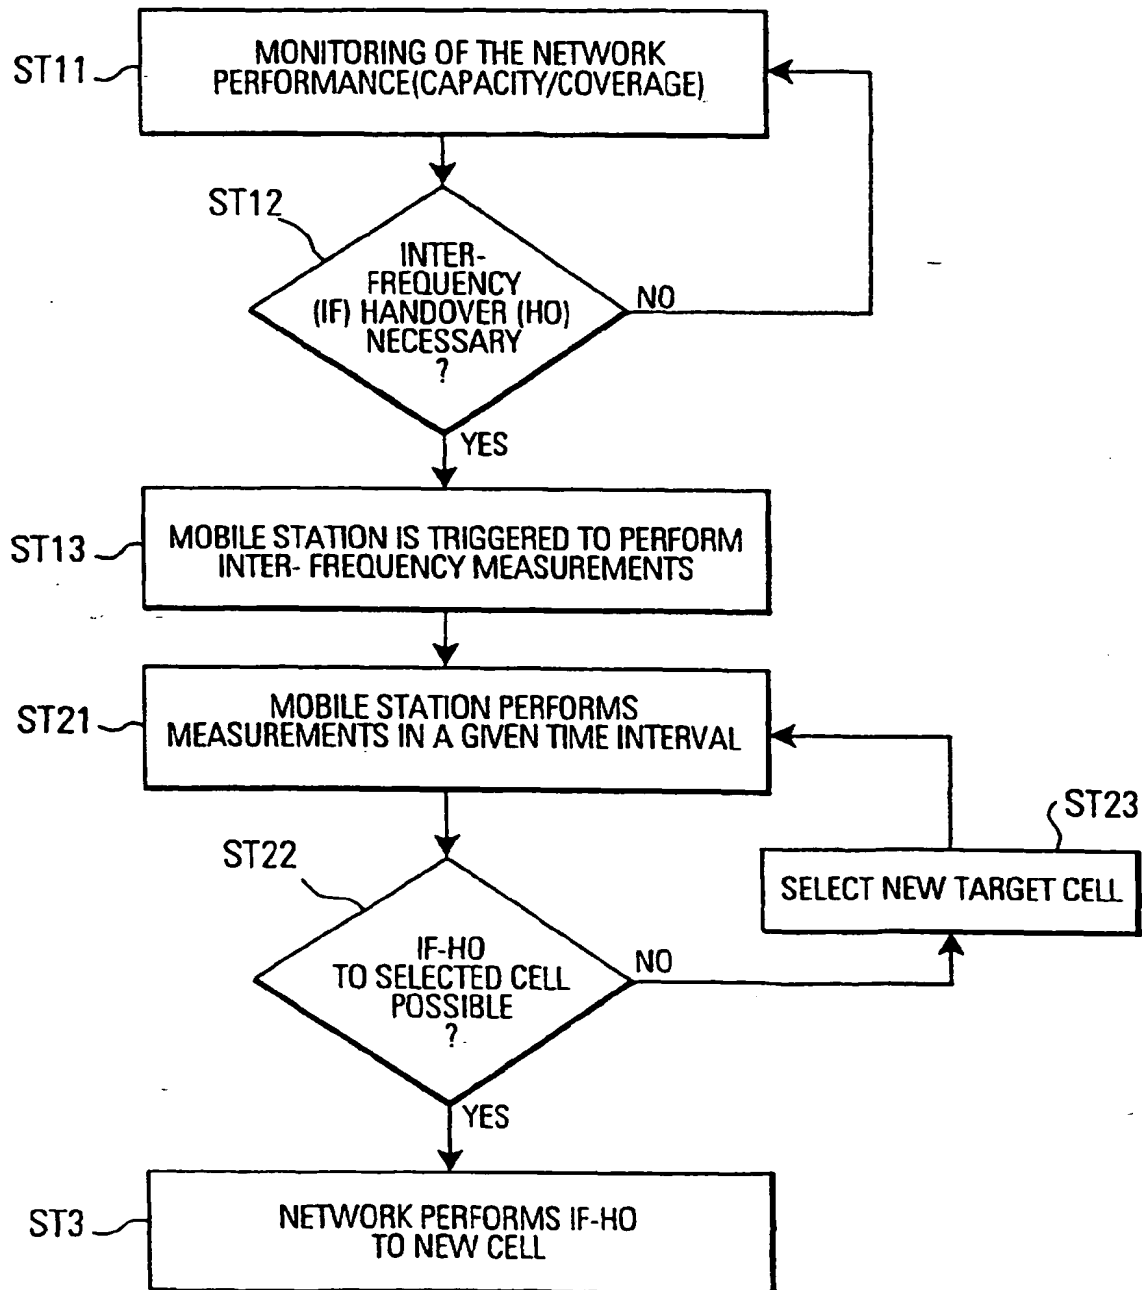 ST11
MONITORING OF THE NETWORK
PERFORMANCE(CAPACITY/COVERAGE)
ST12
INTER-
FREQUENCY
(IF) HANDOVER (HO)
NECESSARY
?
NO
YES
ST13
MOBILE STATION IS TRIGGERED TO PERFORM
INTER- FREQUENCY MEASUREMENTS
ST21
MOBILE STATION PERFORMS
MEASUREMENTS IN A GIVEN TIME INTERVAL
ST23
SELECT NEW TARGET CELL
ST22
IF-HO
TO SELECTED CELL
POSSIBLE
?
NO
YES
ST3
NETWORK PERFORMS IF-HO
TO NEW CELL